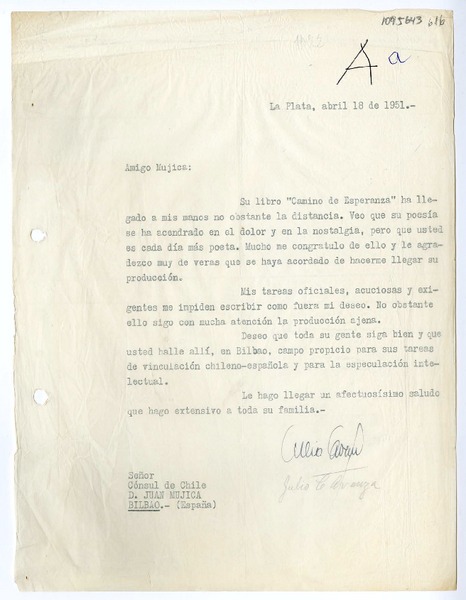 1095643 616
A a
La Plata, abril 18 de 1951.-
Amigo Mujica:
Su libro "Camino de Esperanza" ha lle-
gado a mis manos no obstante la distancia. Veo que su poesía
se ha acendrado en el dolor y en la nostalgia, pero que usted
es cada día más poeta. Mucho me congratulo de ello y le agra-
dezco muy de veras que se haya acordado de hacerme llegar su
producción.
Mis tareas oficiales, acuciosas y exi-
gentes me inpiden escribir como fuera mi deseo. No obstante
ello sigo con mucha atención la producción ajena.
Deseo que toda su gente siga bien y que
usted halle allí, en Bilbao, campo propicio para sus tareas
de vinculación chileno-española y para la especulación inte-
lectual.
Le hago llegar un afectuosísimo saludo
que hago extensivo a toda su familia.-
Julio
Señor
Cónsul de Chile
D. JUAN MUJICA
BILBAO.- (España)